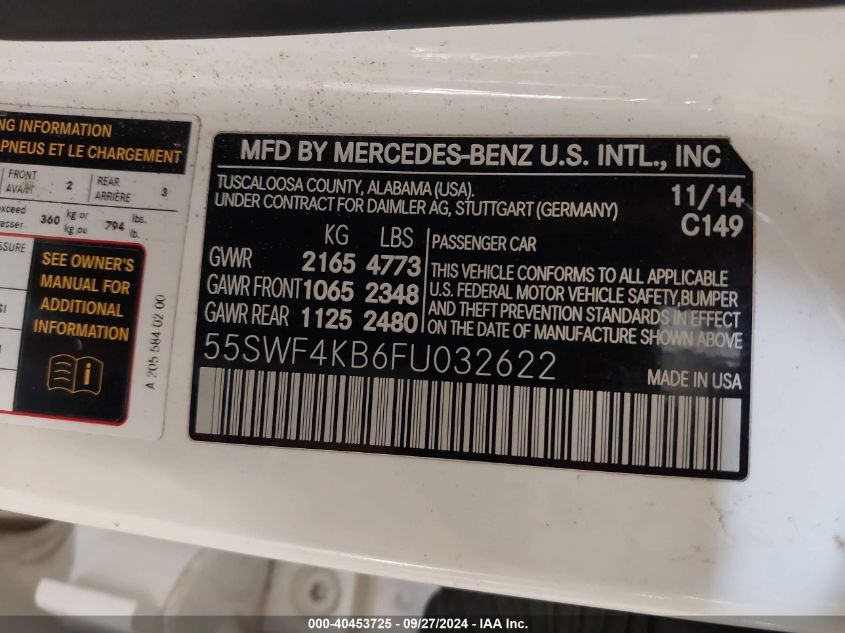 NG INFORMATION
PNEUS ET LE CHARGEMENT
FRONT AVANT 2 REAR ARRIÈRE 3
exceed 360 kg or kg ou 794 lbs. lb.
SSURE
SEE OWNER'S
MANUAL FOR
ADDITIONAL
INFORMATION
A 205 584 02 00
MFD BY MERCEDES-BENZ U.S. INTL., INC
TUSCALOOSA COUNTY, ALABAMA (USA). 11/14
UNDER CONTRACT FOR DAIMLER AG, STUTTGART (GERMANY) C149
KG LBS
GWWR 2165 4773
GAWR FRONT 1065 2348
GAWR REAR 1125 2480
PASSENGER CAR
THIS VEHICLE CONFORMS TO ALL APPLICABLE
U.S. FEDERAL MOTOR VEHICLE SAFETY, BUMPER
AND THEFT PREVENTION STANDARDS IN EFFECT
ON THE DATE OF MANUFACTURE SHOWN ABOVE
55SWF4KB6FU032622
MADE IN USA
000-40453725 - 09/27/2024 - IAA Inc.